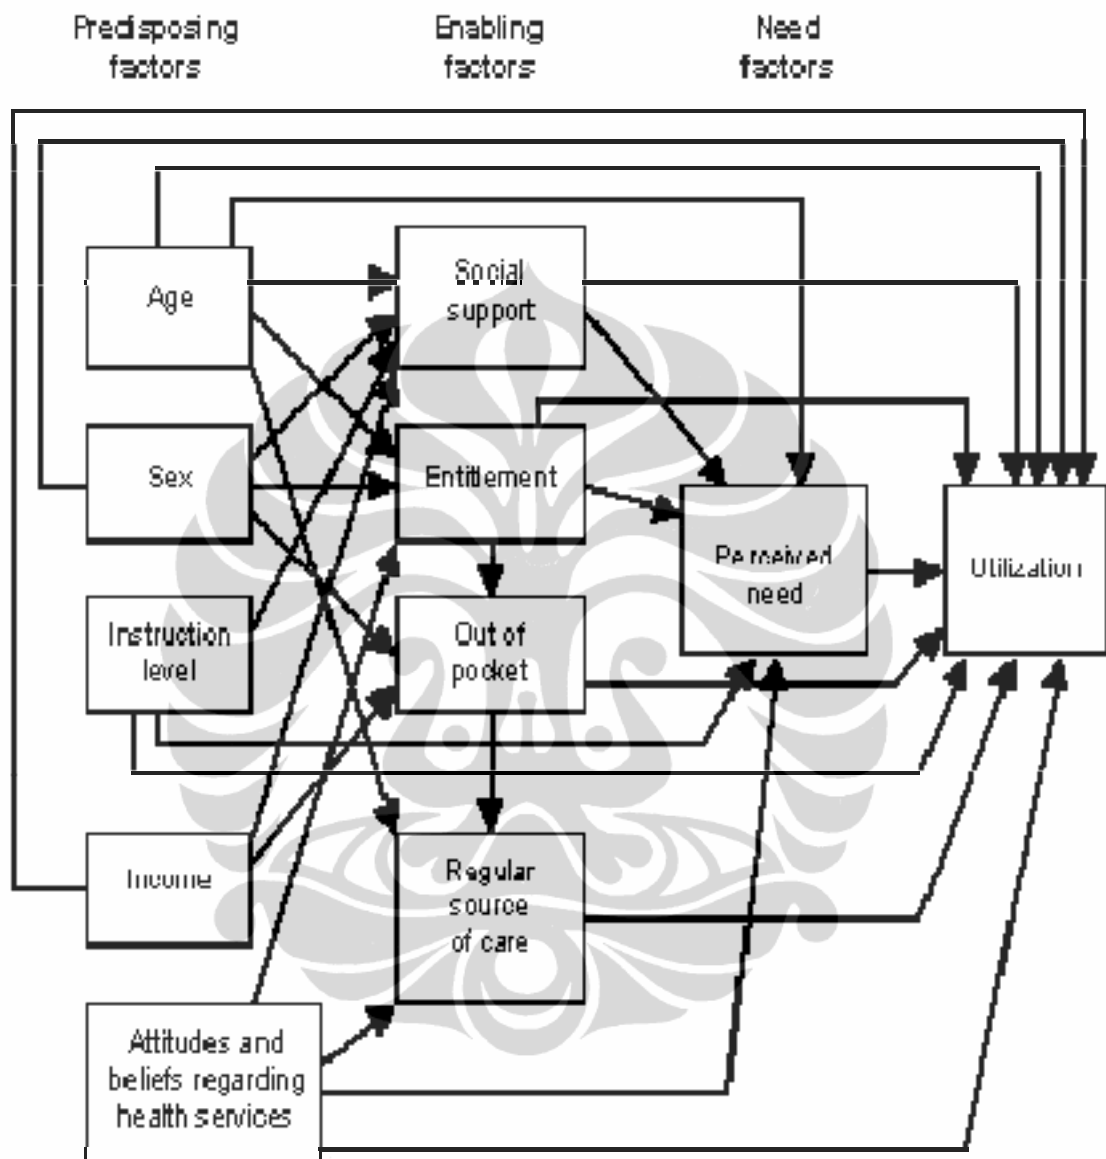 Predisposing
factors
Enabling
factors
Need
factors
Age
Social
support
Sex
Entitlement
Perceived
need
Utilization
Instruction
level
Out of
pocket
Income
Regular
source
of care
Attitudes and
beliefs regarding
health services